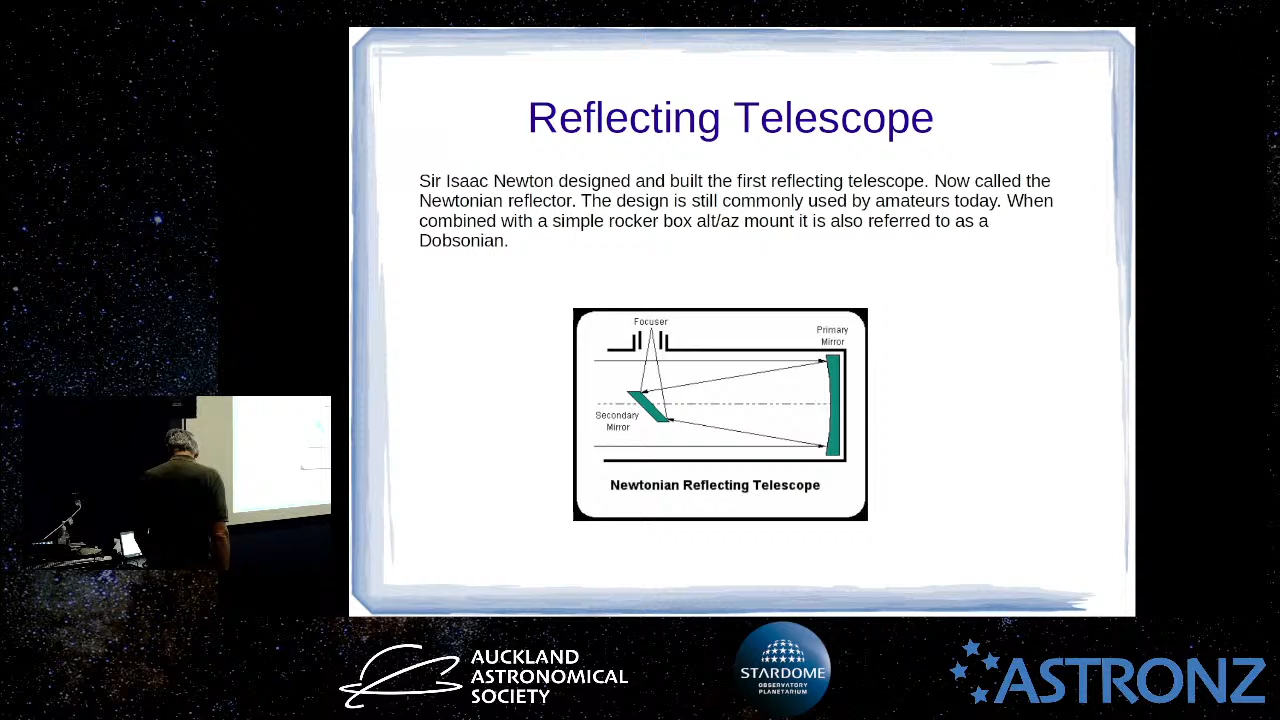 Reflecting Telescope
Sir Isaac Newton designed and built the first reflecting telescope. Now called the
Newtonian reflector. The design is still commonly used by amateurs today. When
combined with a simple rocker box alt/az mount it is also referred to as a
Dobsonian.
Focuser
Primary
Mirror
Secondary
Mirror
Newtonian Reflecting Telescope
AUCKLAND
ASTRONOMICAL
SOCIETY
STARDOME
OBSERVATORY
PLANETARIUM
ASTRONZ